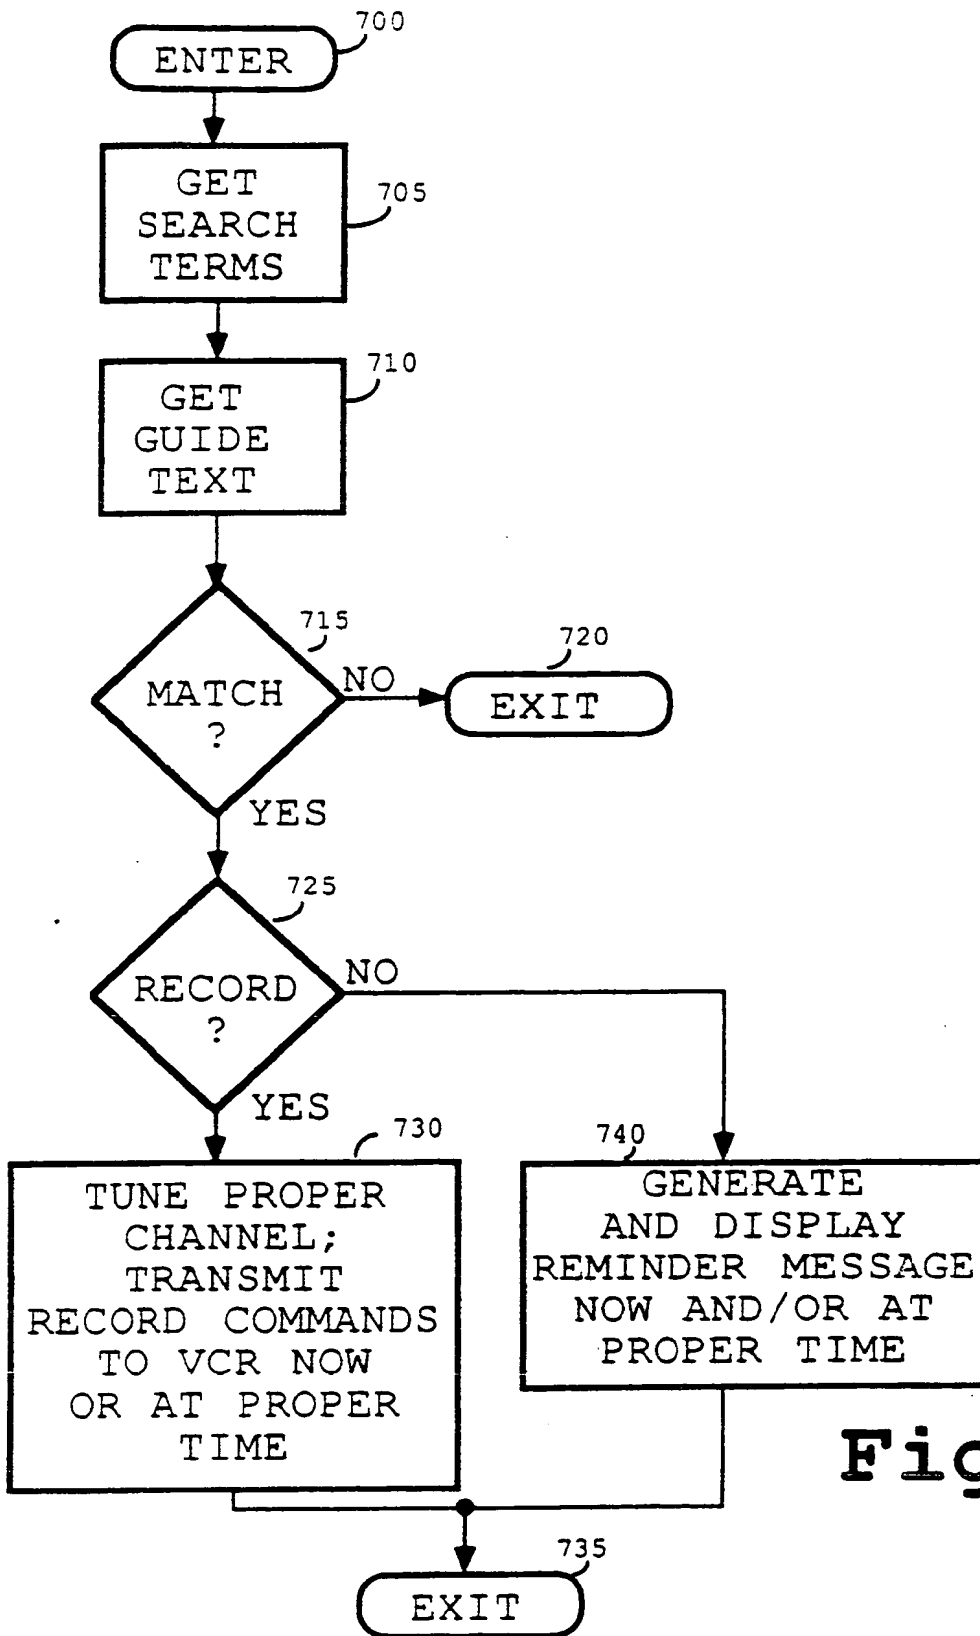 700
ENTER
GET
SEARCH
TERMS
705
710
GET
GUIDE
TEXT
715
MATCH
?
NO
720
EXIT
YES
725
RECORD
?
NO
YES
730
TUNE PROPER
CHANNEL;
TRANSMIT
RECORD COMMANDS
TO VCR NOW
OR AT PROPER
TIME
740
GENERATE
AND DISPLAY
REMINDER MESSAGE
NOW AND/OR AT
PROPER TIME
Fig
735
EXIT